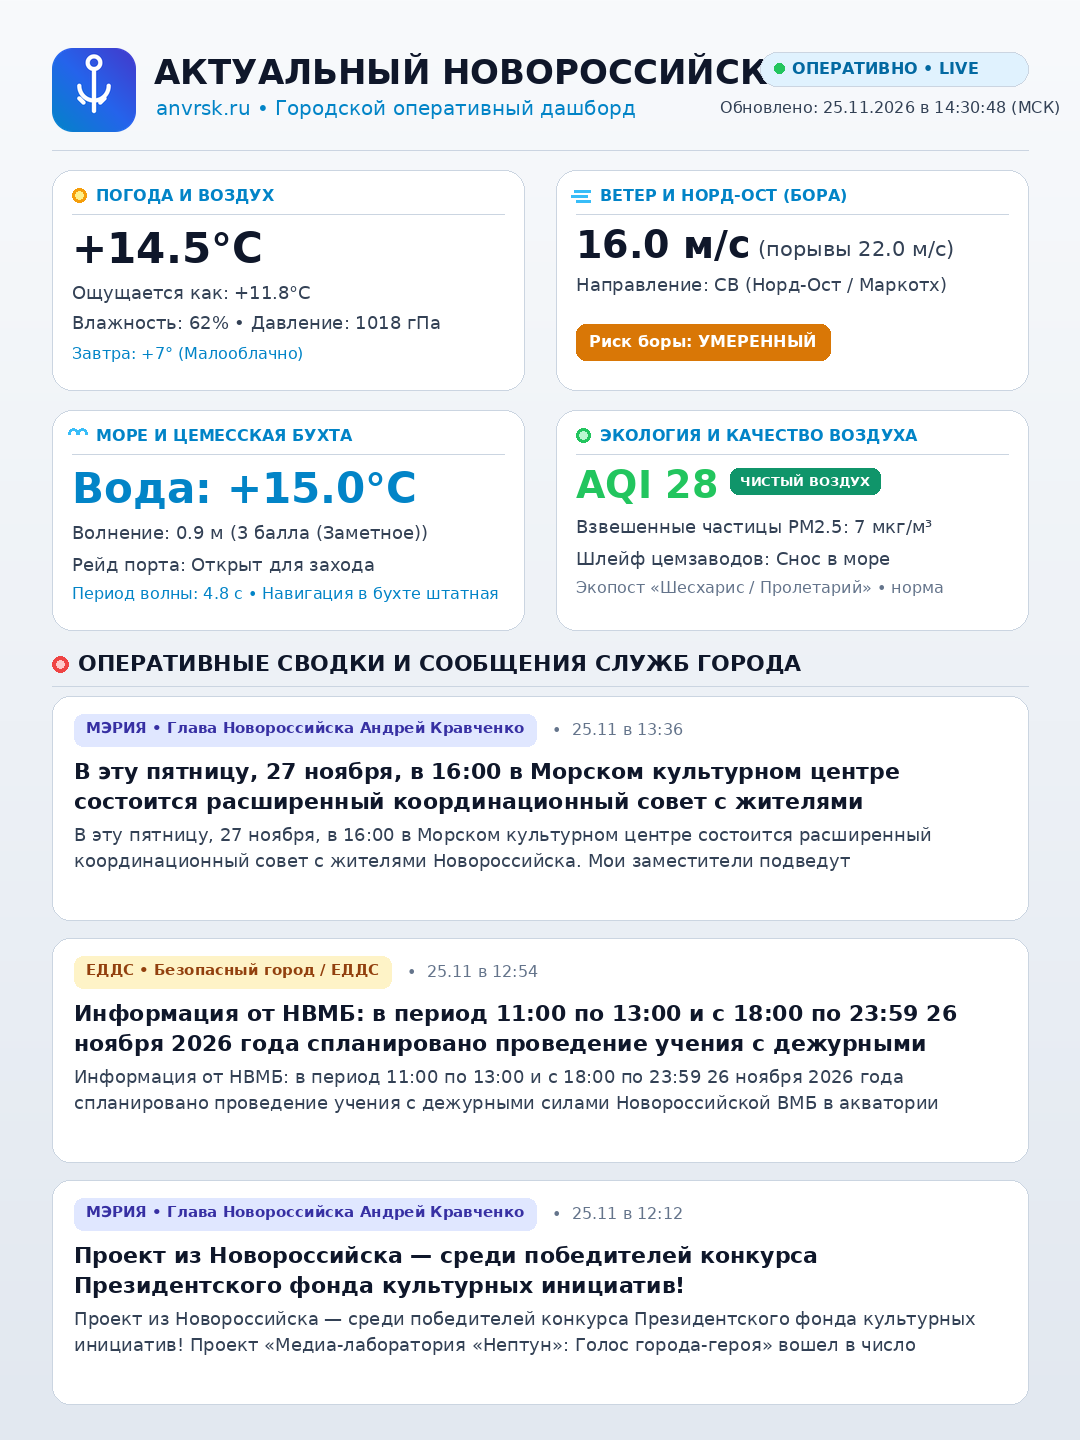 АКТУАЛЬНЫЙ НОВОРОССИЙСК
ОПЕРАТИВНО • LIVE
anvrsk.ru • Городской оперативный дашборд
Обновлено: 25.11.2026 в 14:30:48 (МСК)
ПОГОДА И ВОЗДУХ
+14.5°C
Ощущается как: +11.8°C
Влажность: 62% • Давление: 1018 гПа
Завтра: +7° (Малооблачно)
ВЕТЕР И НОРД-ОСТ (БОРА)
16.0 м/с (порывы 22.0 м/с)
Направление: СВ (Норд-Ост / Маркотх)
Риск боры: УМЕРЕННЫЙ
МОРЕ И ЦЕМЕССКАЯ БУХТА
Вода: +15.0°C
Волнение: 0.9 м (3 балла (Заметное))
Рейд порта: Открыт для захода
Период волны: 4.8 с • Навигация в бухте штатная
ЭКОЛОГИЯ И КАЧЕСТВО ВОЗДУХА
AQI 28 ЧИСТЫЙ ВОЗДУХ
Взвешенные частицы PM2.5: 7 мкг/м³
Шлейф цемзаводов: Снос в море
Экопост «Шесхарис / Пролетарий» • норма
ОПЕРАТИВНЫЕ СВОДКИ И СООБЩЕНИЯ СЛУЖБ ГОРОДА
МЭРИЯ • Глава Новороссийска Андрей Кравченко • 25.11 в 13:36
В эту пятницу, 27 ноября, в 16:00 в Морском культурном центре
состоится расширенный координационный совет с жителями
В эту пятницу, 27 ноября, в 16:00 в Морском культурном центре состоится расширенный
координационный совет с жителями Новороссийска. Мои заместители подведут
ЕДДС • Безопасный город / ЕДДС • 25.11 в 12:54
Информация от НВМБ: в период 11:00 по 13:00 и с 18:00 по 23:59 26
ноября 2026 года спланировано проведение учения с дежурными
Информация от НВМБ: в период 11:00 по 13:00 и с 18:00 по 23:59 26 ноября 2026 года
спланировано проведение учения с дежурными силами Новороссийской ВМБ в акватории
МЭРИЯ • Глава Новороссийска Андрей Кравченко • 25.11 в 12:12
Проект из Новороссийска — среди победителей конкурса
Президентского фонда культурных инициатив!
Проект из Новороссийска — среди победителей конкурса Президентского фонда культурных
инициатив! Проект «Медиа-лаборатория «Нептун»: Голос города-героя» вошел в число